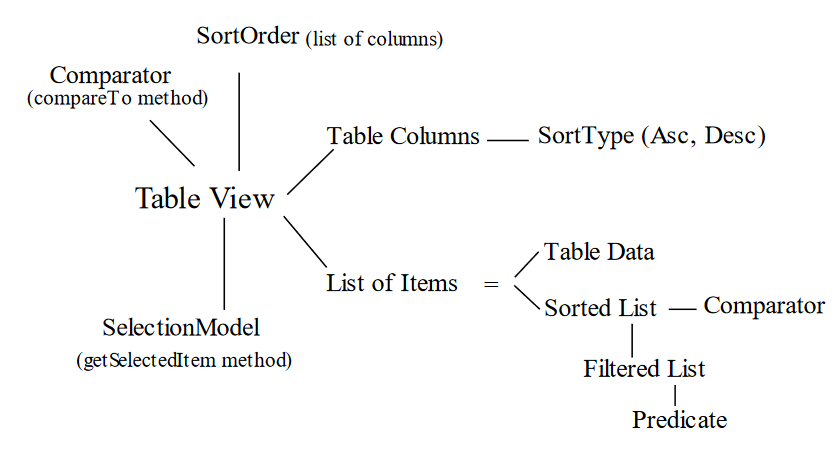 SortOrder (list of columns)
Comparator
(compareTo method)
Table Columns
SortType (Asc, Desc)
Table View
Table Data
List of Items =
Sorted List
Comparator
SelectionModel
(getSelectedItem method)
Filtered List
Predicate